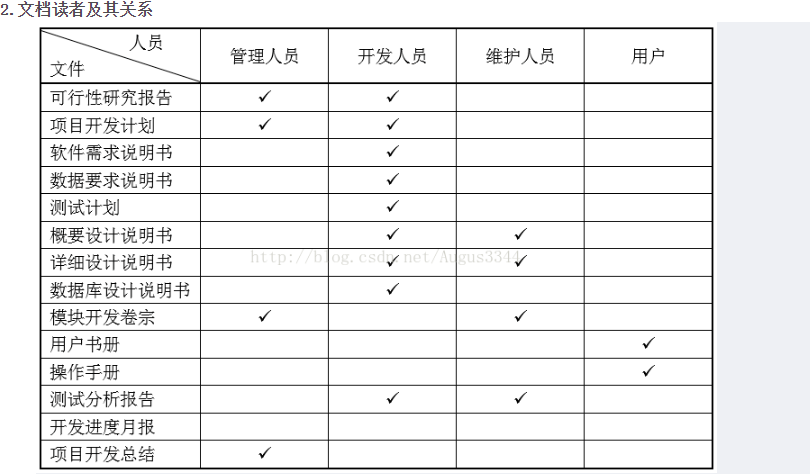 2.文档读者及其关系
人员
文件 管理人员 开发人员 维护人员 用户
可行性研究报告 ✓ ✓
项目开发计划 ✓ ✓
软件需求说明书 ✓
数据要求说明书 ✓
测试计划 ✓
概要设计说明书 ✓ ✓
http://blog.csdn.net/Augus3344
详细设计说明书 ✓ ✓
数据库设计说明书 ✓
模块开发卷宗 ✓ ✓
用户书册 ✓
操作手册 ✓
测试分析报告 ✓ ✓
开发进度月报
项目开发总结 ✓